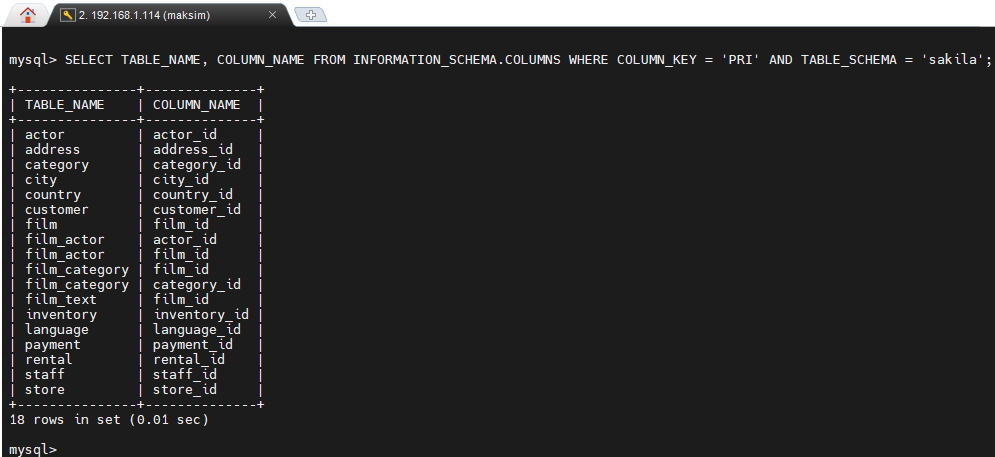 2. 192.168.1.114 (maksim)
mysql> SELECT TABLE_NAME, COLUMN_NAME FROM INFORMATION_SCHEMA.COLUMNS WHERE COLUMN_KEY = 'PRI' AND TABLE_SCHEMA = 'sakila';
+---------------+--------------+
| TABLE_NAME    | COLUMN_NAME  |
+---------------+--------------+
| actor         | actor_id     |
| address       | address_id   |
| category      | category_id  |
| city          | city_id      |
| country       | country_id   |
| customer      | customer_id  |
| film          | film_id      |
| film_actor    | actor_id     |
| film_actor    | film_id      |
| film_category | film_id      |
| film_category | category_id  |
| film_text     | film_id      |
| inventory     | inventory_id |
| language      | language_id  |
| payment       | payment_id   |
| rental        | rental_id    |
| staff         | staff_id     |
| store         | store_id     |
+---------------+--------------+
18 rows in set (0.01 sec)
mysql>